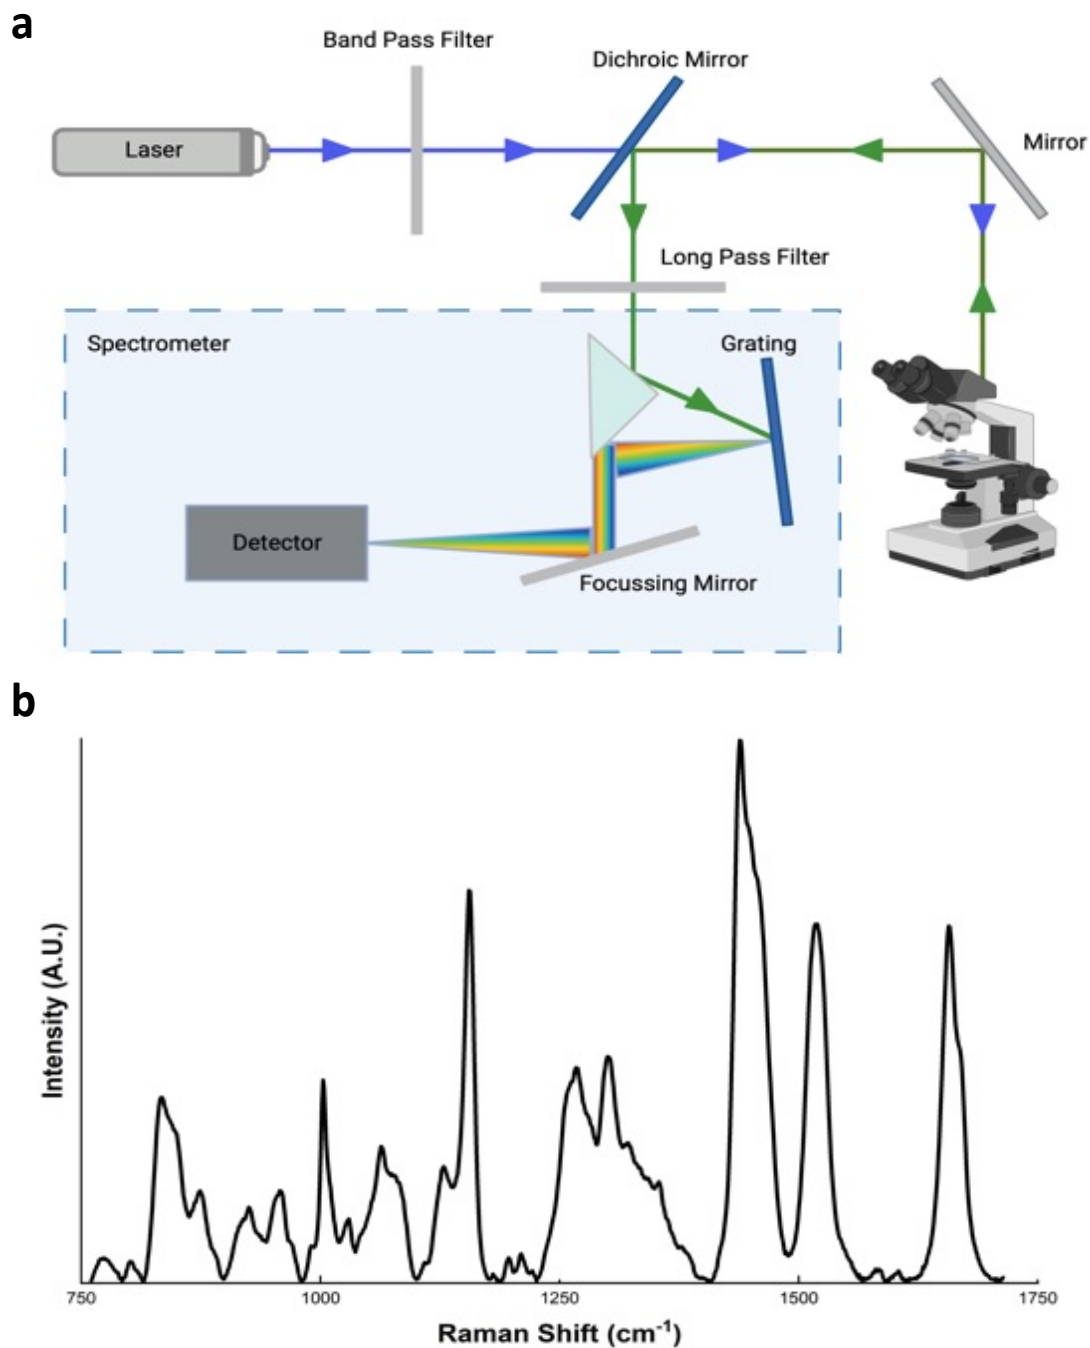 a
Band Pass Filter
Dichroic Mirror
Laser
Mirror
Long Pass Filter
Spectrometer
Grating
Detector
Focussing Mirror
b
Intensity (A.U.)
750
1000
1250
1500
1750
Raman Shift (cm⁻¹)